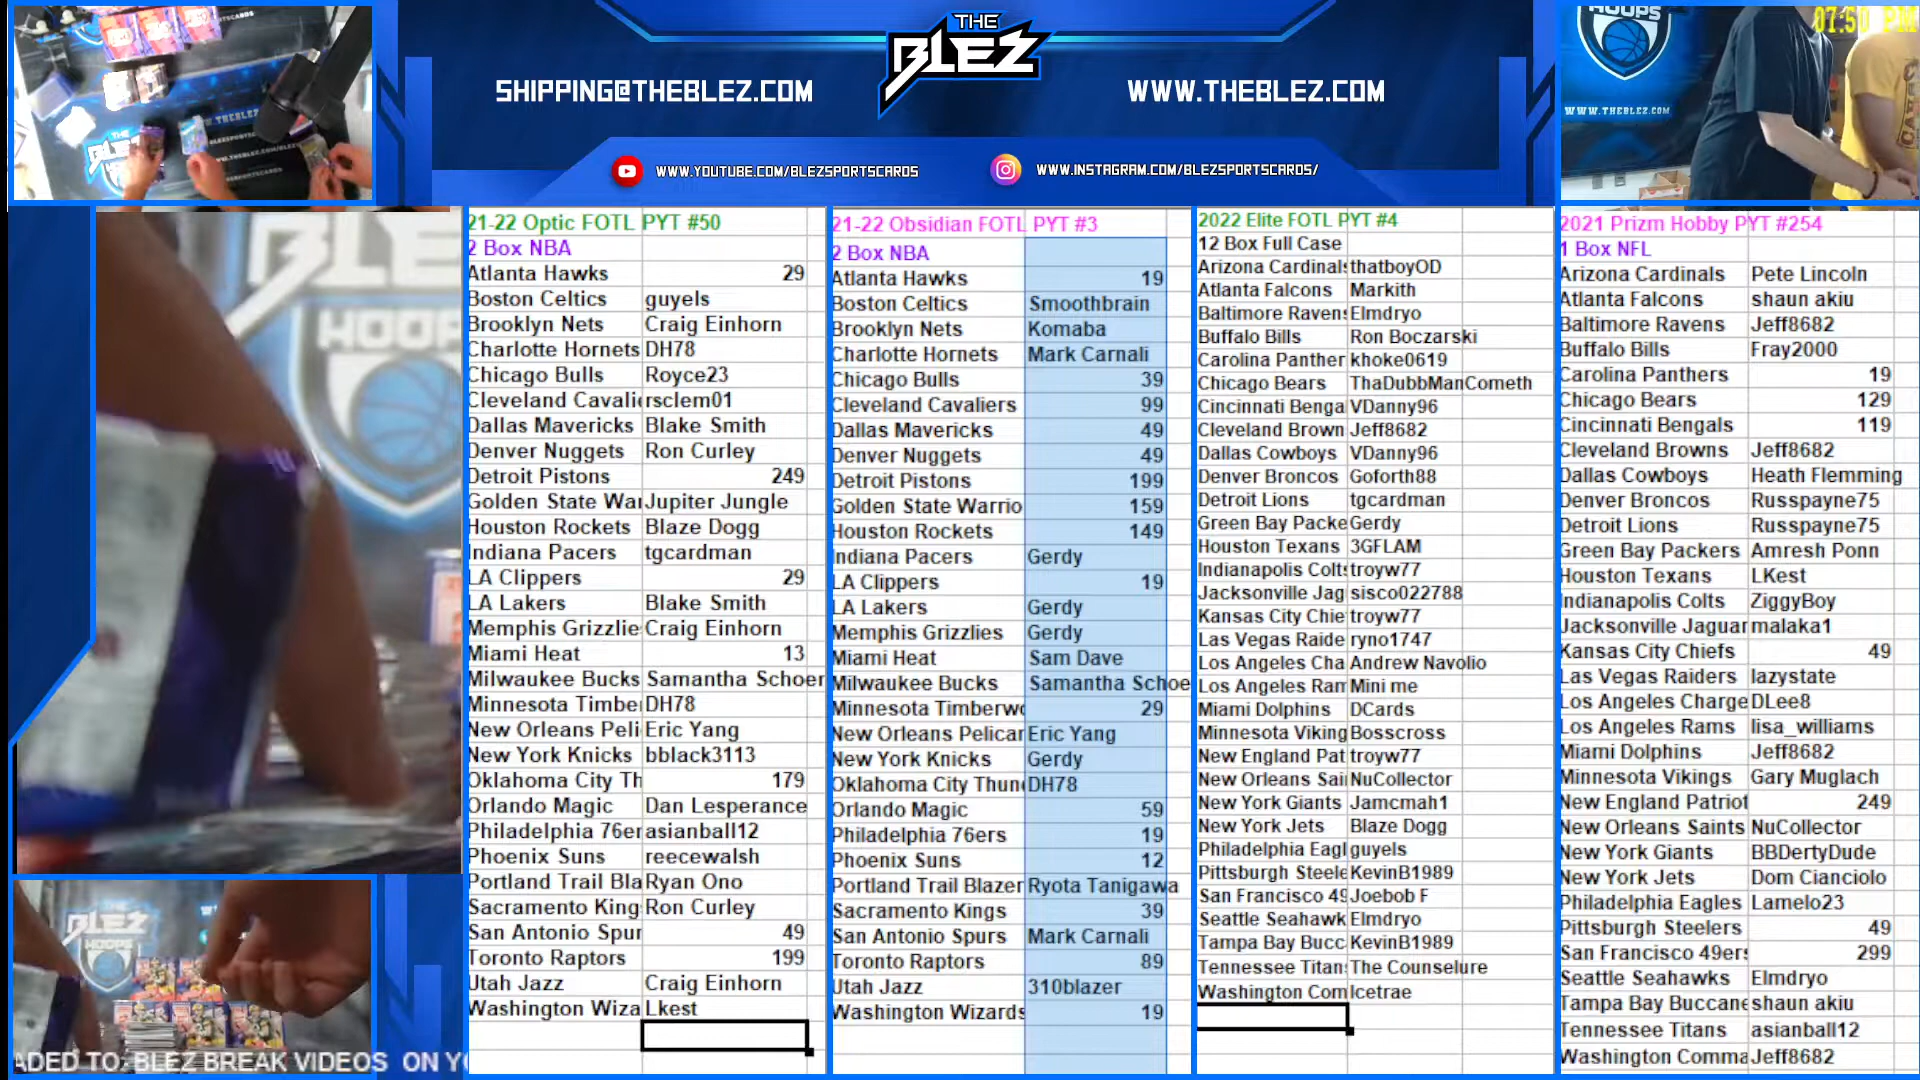 THE
BLEZ
SHIPPING@THEBLEZ.COM
WWW.THEBLEZ.COM
WWW.YOUTUBE.COM/BLEZSPORTSCARDS
WWW.INSTAGRAM.COM/BLEZSPORTSCARDS/
HOOPS
WWW.THEBLEZ.COM
07:50 PM
BLEZ
HOOPS
21-22 Optic FOTL PYT #50
2 Box NBA
Atlanta Hawks 29
Boston Celtics guyels
Brooklyn Nets Craig Einhorn
Charlotte Hornets DH78
Chicago Bulls Royce23
Cleveland Cavalie rsclem01
Dallas Mavericks Blake Smith
Denver Nuggets Ron Curley
Detroit Pistons 249
Golden State War Jupiter Jungle
Houston Rockets Blaze Dogg
Indiana Pacers tgcardman
LA Clippers 29
LA Lakers Blake Smith
Memphis Grizzlie Craig Einhorn
Miami Heat 13
Milwaukee Bucks Samantha Schoer
Minnesota Timbe DH78
New Orleans Peli Eric Yang
New York Knicks bblack3113
Oklahoma City Th 179
Orlando Magic Dan Lesperance
Philadelphia 76er asianball12
Phoenix Suns reecewalsh
Portland Trail Bla Ryan Ono
Sacramento King Ron Curley
San Antonio Spur 49
Toronto Raptors 199
Utah Jazz Craig Einhorn
Washington Wiza Lkest
21-22 Obsidian FOTL PYT #3
2 Box NBA
Atlanta Hawks 19
Boston Celtics Smoothbrain
Brooklyn Nets Komaba
Charlotte Hornets Mark Carnali
Chicago Bulls 39
Cleveland Cavaliers 99
Dallas Mavericks 49
Denver Nuggets 49
Detroit Pistons 199
Golden State Warrio 159
Houston Rockets 149
Indiana Pacers Gerdy
LA Clippers 19
LA Lakers Gerdy
Memphis Grizzlies Gerdy
Miami Heat Sam Dave
Milwaukee Bucks Samantha Schoe
Minnesota Timberwo 29
New Orleans Pelican Eric Yang
New York Knicks Gerdy
Oklahoma City Thun DH78
Orlando Magic 59
Philadelphia 76ers 19
Phoenix Suns 12
Portland Trail Blazer Ryota Tanigawa
Sacramento Kings 39
San Antonio Spurs Mark Carnali
Toronto Raptors 89
Utah Jazz 310blazer
Washington Wizards 19
2022 Elite FOTL PYT #4
12 Box Full Case
Arizona Cardinals thatboyOD
Atlanta Falcons Markith
Baltimore Ravens Elmdryo
Buffalo Bills Ron Boczarski
Carolina Panther khoke0619
Chicago Bears ThaDubbManCometh
Cincinnati Benga VDanny96
Cleveland Brown Jeff8682
Dallas Cowboys VDanny96
Denver Broncos Goforth88
Detroit Lions tgcardman
Green Bay Packe Gerdy
Houston Texans 3GFLAM
Indianapolis Colts troyw77
Jacksonville Jag sisco022788
Kansas City Chie troyw77
Las Vegas Raide ryno1747
Los Angeles Cha Andrew Navolio
Los Angeles Ram Mini me
Miami Dolphins DCards
Minnesota Viking Bosscross
New England Pat troyw77
New Orleans Sai NuCollector
New York Giants Jamcmah1
New York Jets Blaze Dogg
Philadelphia Eagl guyels
Pittsburgh Steele KevinB1989
San Francisco 49 Joebob F
Seattle Seahawk Elmdryo
Tampa Bay Bucc KevinB1989
Tennessee Titan The Counselure
Washington Com Icetrae
2021 Prizm Hobby PYT #254
1 Box NFL
Arizona Cardinals Pete Lincoln
Atlanta Falcons shaun akiu
Baltimore Ravens Jeff8682
Buffalo Bills Fray2000
Carolina Panthers 19
Chicago Bears 129
Cincinnati Bengals 119
Cleveland Browns Jeff8682
Dallas Cowboys Heath Flemming
Denver Broncos Russpayne75
Detroit Lions Russpayne75
Green Bay Packers Amresh Ponn
Houston Texans LKest
Indianapolis Colts ZiggyBoy
Jacksonville Jaguar malaka1
Kansas City Chiefs 49
Las Vegas Raiders lazystate
Los Angeles Charge DLee8
Los Angeles Rams lisa_williams
Miami Dolphins Jeff8682
Minnesota Vikings Gary Muglach
New England Patriot 249
New Orleans Saints NuCollector
New York Giants BBDertyDude
New York Jets Dom Cianciolo
Philadelphia Eagles Lamelo23
Pittsburgh Steelers 49
San Francisco 49ers 299
Seattle Seahawks Elmdryo
Tampa Bay Buccane shaun akiu
Tennessee Titans asianball12
Washington Comma Jeff8682
BLEZ
HOOPS
ADED TO: BLEZ BREAK VIDEOS ON YO